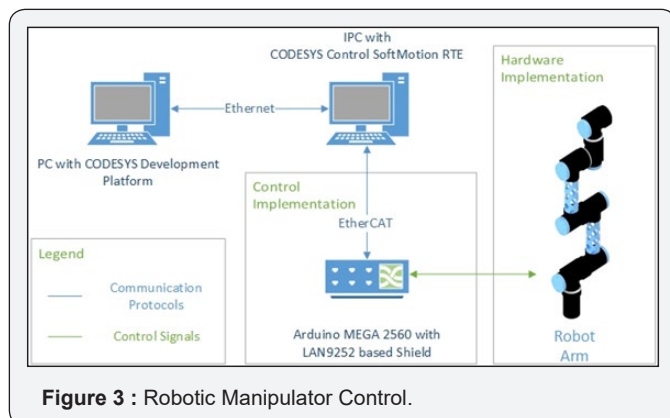 IPC with
CODESYS Control SoftMotion RTE
Ethernet
PC with CODESYS Development
Platform
Hardware
Implementation
Control
Implementation
EtherCAT
Legend
Communication
Protocols
Control Signals
Arduino MEGA 2560 with
LAN9252 based Shield
Robot
Arm
Figure 3 : Robotic Manipulator Control.